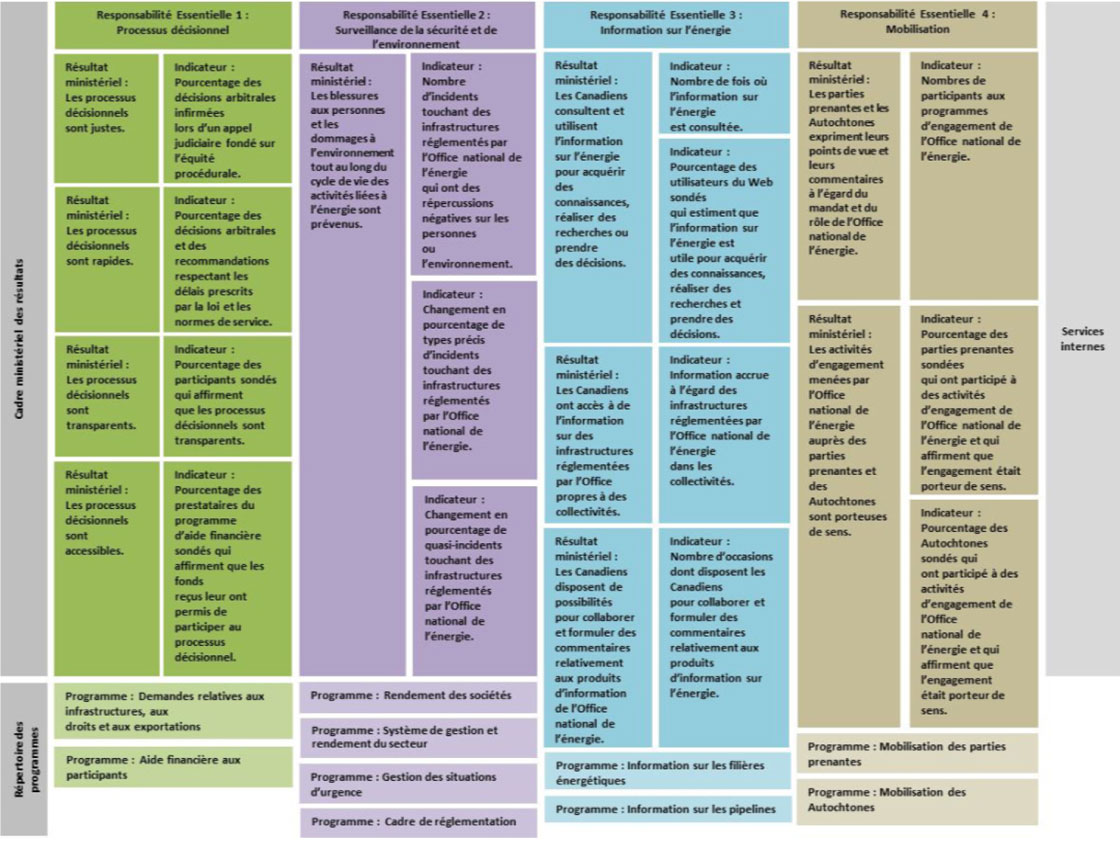 Responsabilité Essentielle 1 :
Processus décisionnel
Responsabilité Essentielle 2 :
Surveillance de la sécurité et de
l'environnement
Responsabilité Essentielle 3 :
Information sur l'énergie
Responsabilité Essentielle 4 :
Mobilisation
Cadre ministériel des résultats
Résultat
ministériel :
Les processus
décisionnels
sont justes.
Indicateur :
Pourcentage des
décisions arbitrales
infirmées
lors d'un appel
judiciaire fondé sur
l'équité
procédurale.
Résultat
ministériel :
Les processus
décisionnels
sont rapides.
Indicateur :
Pourcentage des
décisions arbitrales
et des
recommandations
respectant les
délais prescrits
par la loi et les
normes de service.
Résultat
ministériel :
Les processus
décisionnels
sont
transparents.
Indicateur :
Pourcentage des
participants sondés
qui affirment
que les processus
décisionnels sont
transparents.
Résultat
ministériel :
Les processus
décisionnels
sont
accessibles.
Indicateur :
Pourcentage des
prestataires du
programme
d'aide financière
sondés qui
affirment que les
fonds
reçus leur ont
permis de
participer au
processus
décisionnel.
Résultat
ministériel :
Les blessures
aux personnes
et les
dommages à
l'environnement
tout au long du
cycle de vie des
activités liées à
l'énergie sont
prévenus.
Indicateur :
Nombre
d'incidents
touchant des
infrastructures
réglementés par
l'Office national de
l'énergie
qui ont des
répercussions
négatives sur les
personnes
ou
l'environnement.
Indicateur :
Changement en
pourcentage de
types précis
d'incidents
touchant des
infrastructures
réglementés
par l'Office
national de
l'énergie.
Indicateur :
Changement en
pourcentage de
quasi-incidents
touchant des
infrastructures
réglementés
par l'Office
national de
l'énergie.
Résultat
ministériel :
Les Canadiens
consultent et
utilisent
l'information
sur l'énergie
pour acquérir
des
connaissances,
réaliser des
recherches ou
prendre
des décisions.
Indicateur :
Nombre de fois où
l'information sur
l'énergie
est consultée.
Indicateur :
Pourcentage des
utilisateurs du Web
sondés
qui estiment que
l'information sur
l'énergie est
utile pour acquérir
des connaissances,
réaliser des
recherches et
prendre des
décisions.
Résultat
ministériel :
Les Canadiens
ont accès à de
l'information
sur des
infrastructures
réglementées
par l'Office
propres à des
collectivités.
Indicateur :
Information accrue
à l'égard des
infrastructures
réglementées par
l'Office national de
l'énergie
dans les
collectivités.
Résultat
ministériel :
Les Canadiens
disposent de
possibilités
pour collaborer
et formuler des
commentaires
relativement
aux produits
d'information
de l'Office
national de
l'énergie.
Indicateur :
Nombre d'occasions
dont disposent les
Canadiens
pour collaborer et
formuler des
commentaires
relativement aux
produits
d'information sur
l'énergie.
Résultat
ministériel :
Les parties
prenantes et les
Autochtones
expriment leurs
points de vue et
leurs
commentaires
à l'égard du
mandat et du
rôle de l'Office
national de
l'énergie.
Indicateur :
Nombres de
participants aux
programmes
d'engagement de
l'Office national de
l'énergie.
Résultat
ministériel :
Les activités
d'engagement
menées par
l'Office
national de
l'énergie
auprès des
parties
prenantes et
des
Autochtones
sont porteuses
de sens.
Indicateur :
Pourcentage des
parties prenantes
sondées
qui ont participé à
des activités
d'engagement de
l'Office national de
l'énergie et qui
affirment que
l'engagement était
porteur de sens.
Indicateur :
Pourcentage des
Autochtones
sondés qui
ont participé à des
activités
d'engagement de
l'Office
national de
l'énergie et qui
affirment que
l'engagement
était porteur de
sens.
Services
internes
Répertoire des
programmes
Programme : Demandes relatives aux
infrastructures, aux
droits et aux exportations
Programme : Aide financière aux
participants
Programme : Rendement des sociétés
Programme : Système de gestion et
rendement du secteur
Programme : Gestion des situations
d'urgence
Programme : Cadre de réglementation
Programme : Information sur les filières
énergétiques
Programme : Information sur les pipelines
Programme : Mobilisation des parties
prenantes
Programme : Mobilisation des
Autochtones